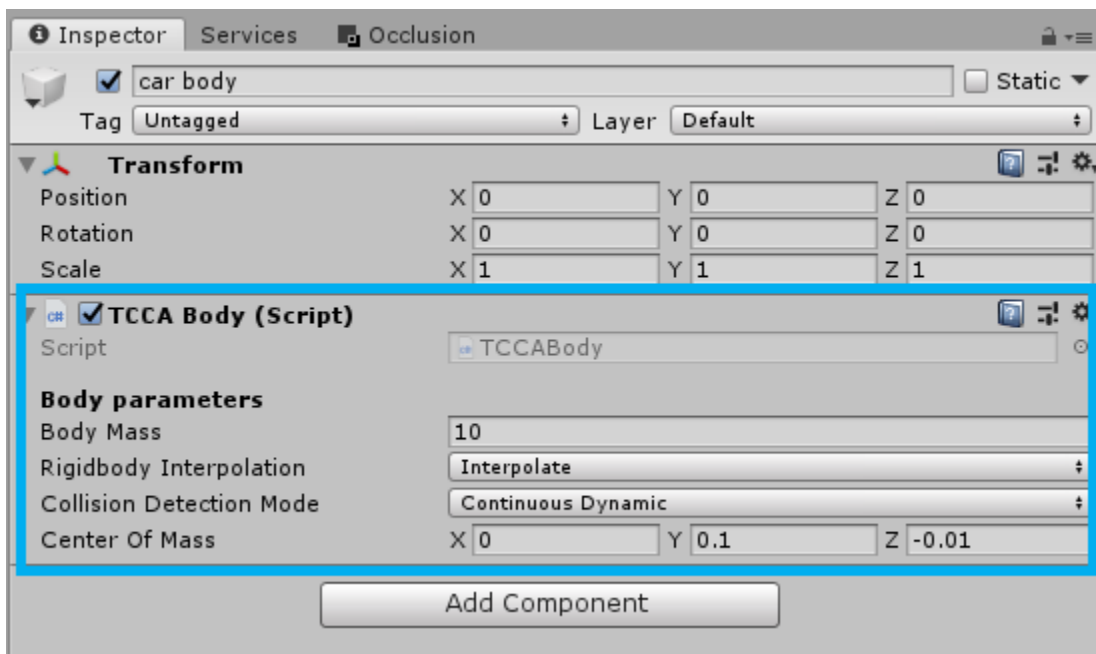 Inspector Services Occlusion
car body Static
Tag Untagged Layer Default
Transform
Position X 0 Y 0 Z 0
Rotation X 0 Y 0 Z 0
Scale X 1 Y 1 Z 1
C# TCCA Body (Script)
Script TCCABody
Body parameters
Body Mass 10
Rigidbody Interpolation Interpolate
Collision Detection Mode Continuous Dynamic
Center Of Mass X 0 Y 0.1 Z -0.01
Add Component